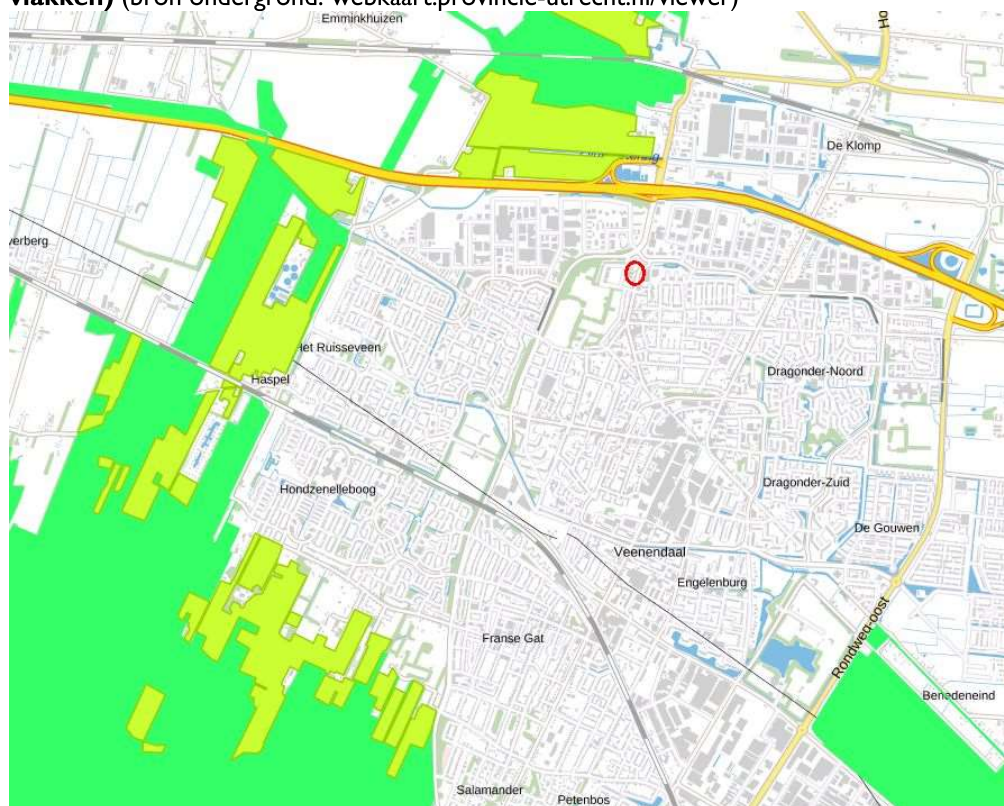 vlakken) (bron ondergrond: webkaart.provincie-utrecht.nl/viewer)
Emminkhuizen
De Klomp
Het Ruisseveen
Haspel
Dragonder-Noord
Hondzenelleboog
Dragonder-Zuid
De Gouwen
Veenendaal
Engelenburg
Franse Gat
Rondweg-oost
Benedeneind
Salamander
Petenbos